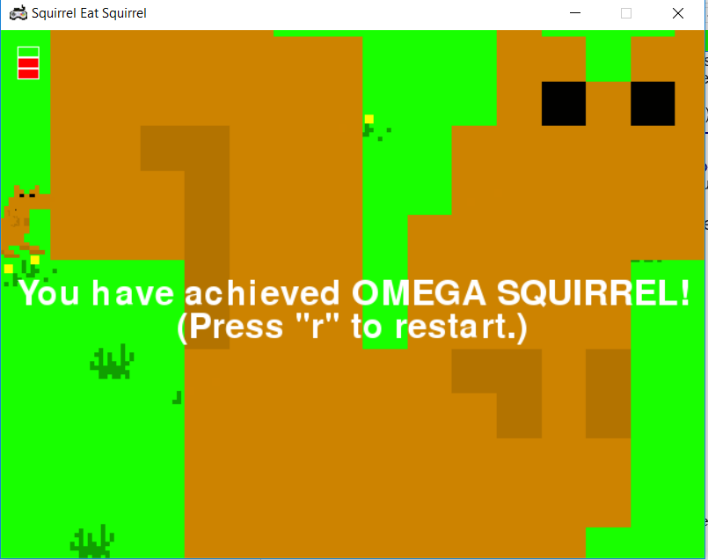 Squirrel Eat Squirrel
You have achieved OMEGA SQUIRREL!
(Press "r" to restart.)